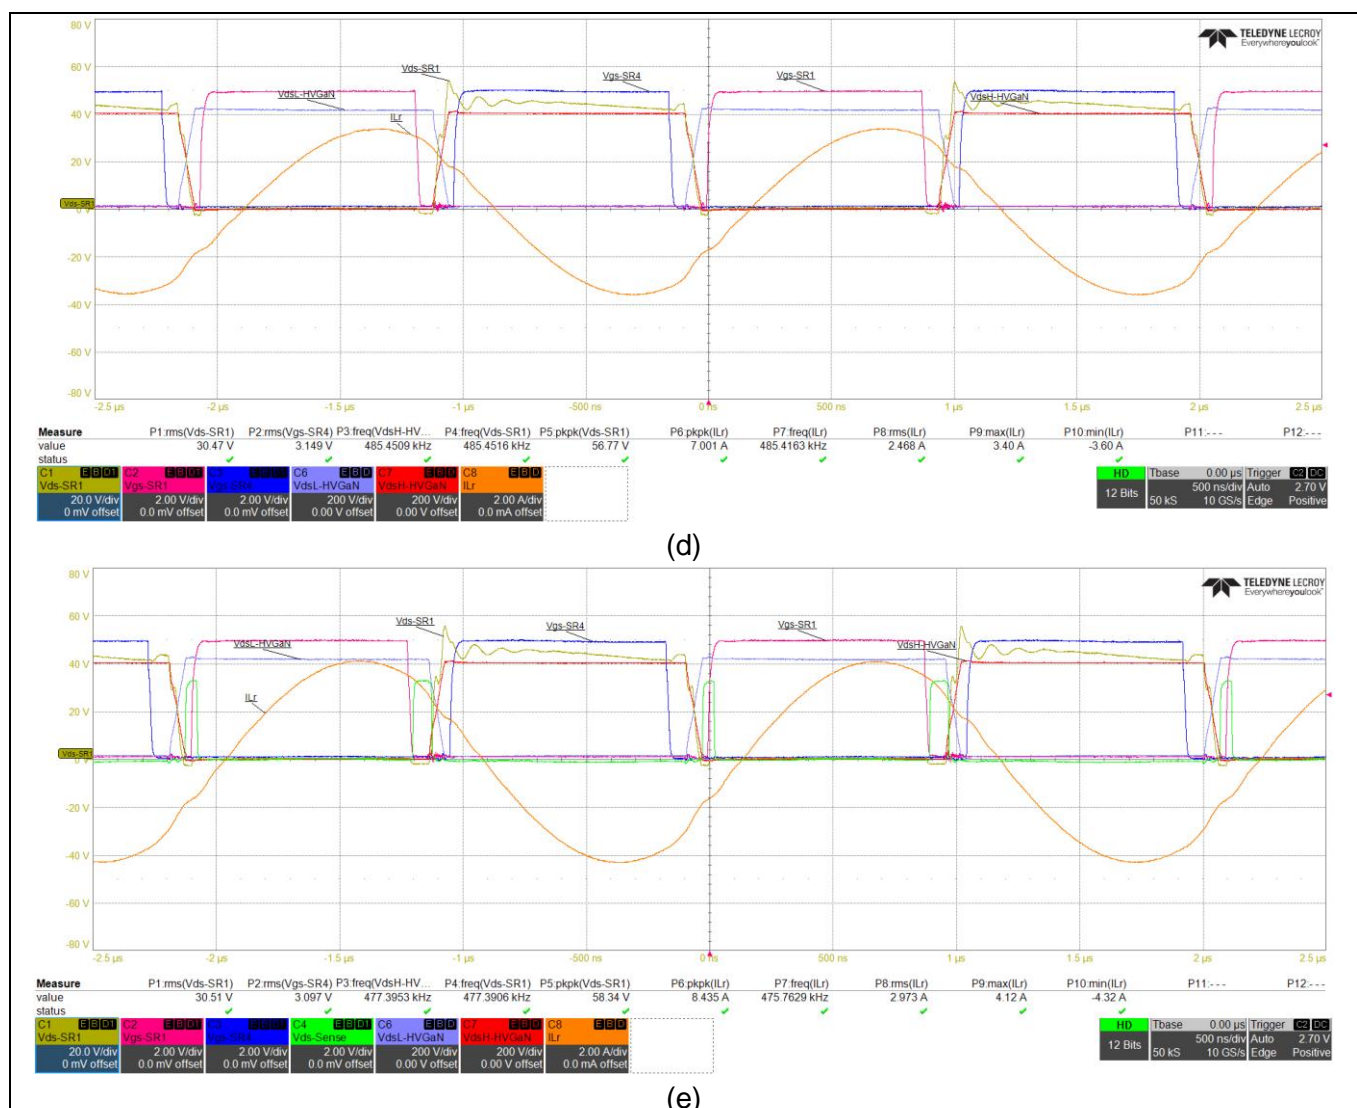 80 V
TELEDYNE LECROY
Everywhereyoulook™
60 V
Vds-SR1
Vgs-SR4
Vgs-SR1
VdsL-HVGaN
VdsH-HVGaN
40 V
ILr
20 V
Vds-SR1
0 V
-20 V
-40 V
-60 V
-80 V
-2.5 µs -2 µs -1.5 µs -1 µs -500 ns 0 ns 500 ns 1 µs 1.5 µs 2 µs 2.5 µs
Measure P1:rms(Vds-SR1) P2:rms(Vgs-SR4) P3:freq(VdsH-HV... P4:freq(Vds-SR1) P5:pkpk(Vds-SR1) P6:pkpk(ILr) P7:freq(ILr) P8:rms(ILr) P9:max(ILr) P10:min(ILr) P11:--- P12:---
value 30.47 V 3.149 V 485.4509 kHz 485.4516 kHz 56.77 V 7.001 A 485.4163 kHz 2.468 A 3.40 A -3.60 A
status
C1 E B D1 C2 E B D1 C3 C6 E B D C7 E B D C8 E B D HD Tbase 0.00 µs Trigger C2 DC
Vds-SR1 Vgs-SR1 Vgs-SR4 VdsL-HVGaN VdsH-HVGaN ILr
20.0 V/div 2.00 V/div 2.00 V/div 200 V/div 200 V/div 2.00 A/div 12 Bits 500 ns/div Auto 2.70 V
0 mV offset 0.0 mV offset 0.0 mV offset 0.00 V offset 0.00 V offset 0.0 mA offset 50 kS 10 GS/s Edge Positive
(d)
80 V
TELEDYNE LECROY
Everywhereyoulook™
60 V
Vds-SR1
Vgs-SR4
Vgs-SR1
VdsL-HVGaN
VdsH-HVGaN
40 V
ILr
20 V
Vds-SR1
0 V
-20 V
-40 V
-60 V
-80 V
-2.5 µs -2 µs -1.5 µs -1 µs -500 ns 0 ns 500 ns 1 µs 1.5 µs 2 µs 2.5 µs
Measure P1:rms(Vds-SR1) P2:rms(Vgs-SR4) P3:freq(VdsH-HV... P4:freq(Vds-SR1) P5:pkpk(Vds-SR1) P6:pkpk(ILr) P7:freq(ILr) P8:rms(ILr) P9:max(ILr) P10:min(ILr) P11:--- P12:---
value 30.51 V 3.097 V 477.3953 kHz 477.3906 kHz 58.34 V 8.435 A 475.7629 kHz 2.973 A 4.12 A -4.32 A
status
C1 E B D1 C2 E B D1 C3 C4 E B D1 C6 E B D C7 E B D C8 E B D HD Tbase 0.00 µs Trigger C2 DC
Vds-SR1 Vgs-SR1 Vgs-SR4 Vds-Sense VdsL-HVGaN VdsH-HVGaN ILr
20.0 V/div 2.00 V/div 2.00 V/div 2.00 V/div 200 V/div 200 V/div 2.00 A/div 12 Bits 500 ns/div Auto 2.70 V
0 mV offset 0.0 mV offset 0.0 mV offset 0.0 mV offset 0.00 V offset 0.00 V offset 0.0 mA offset 50 kS 10 GS/s Edge Positive
(e)